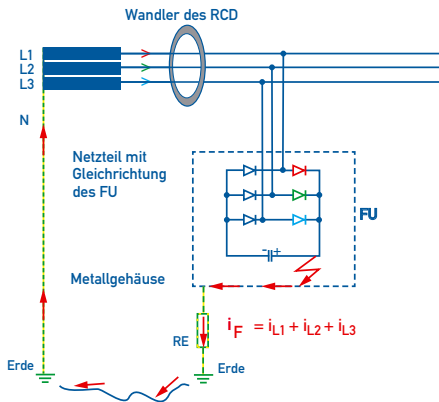 Wandler des RCD
L1
L2
L3
N
Netzteil mit
Gleichrichtung
des FU
- +
FU
Metallgehäuse
iF = iL1 + iL2 + iL3
RE
Erde
Erde